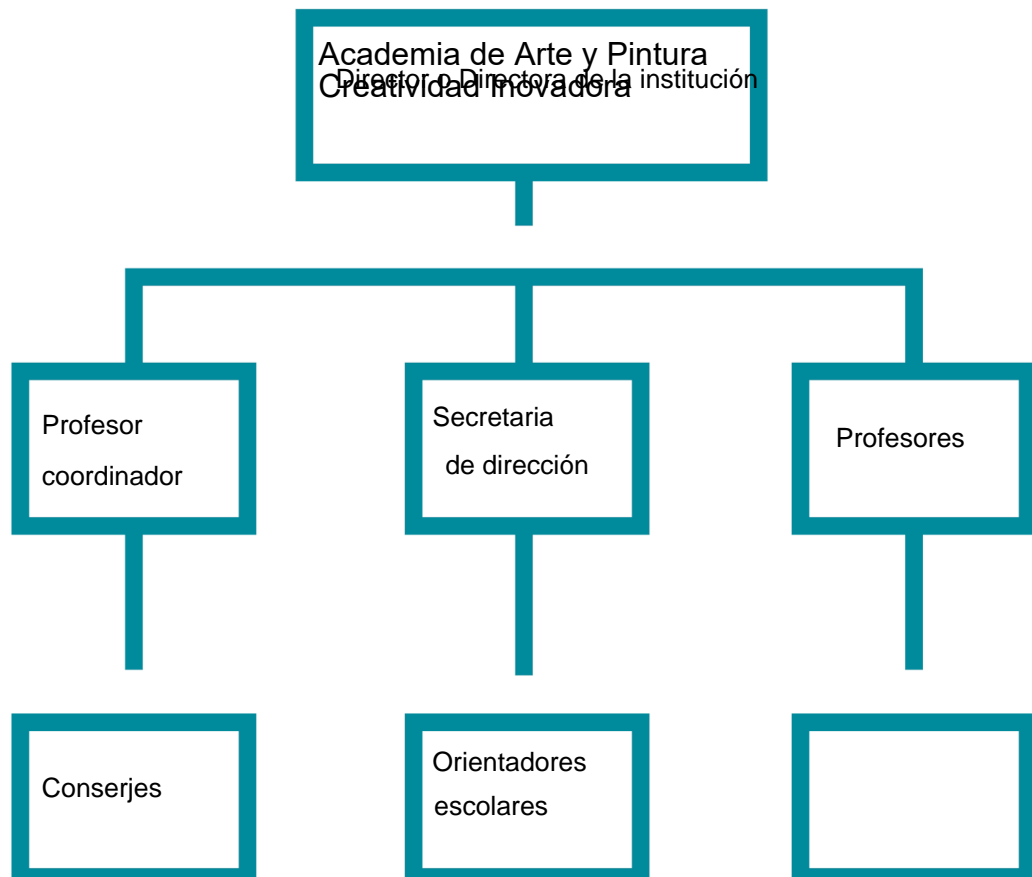 Academia de Arte y Pintura
Director o Directora de la institución
Creatividad Inovadora
Profesor
coordinador
Secretaria
de dirección
Profesores
Conserjes
Orientadores
escolares